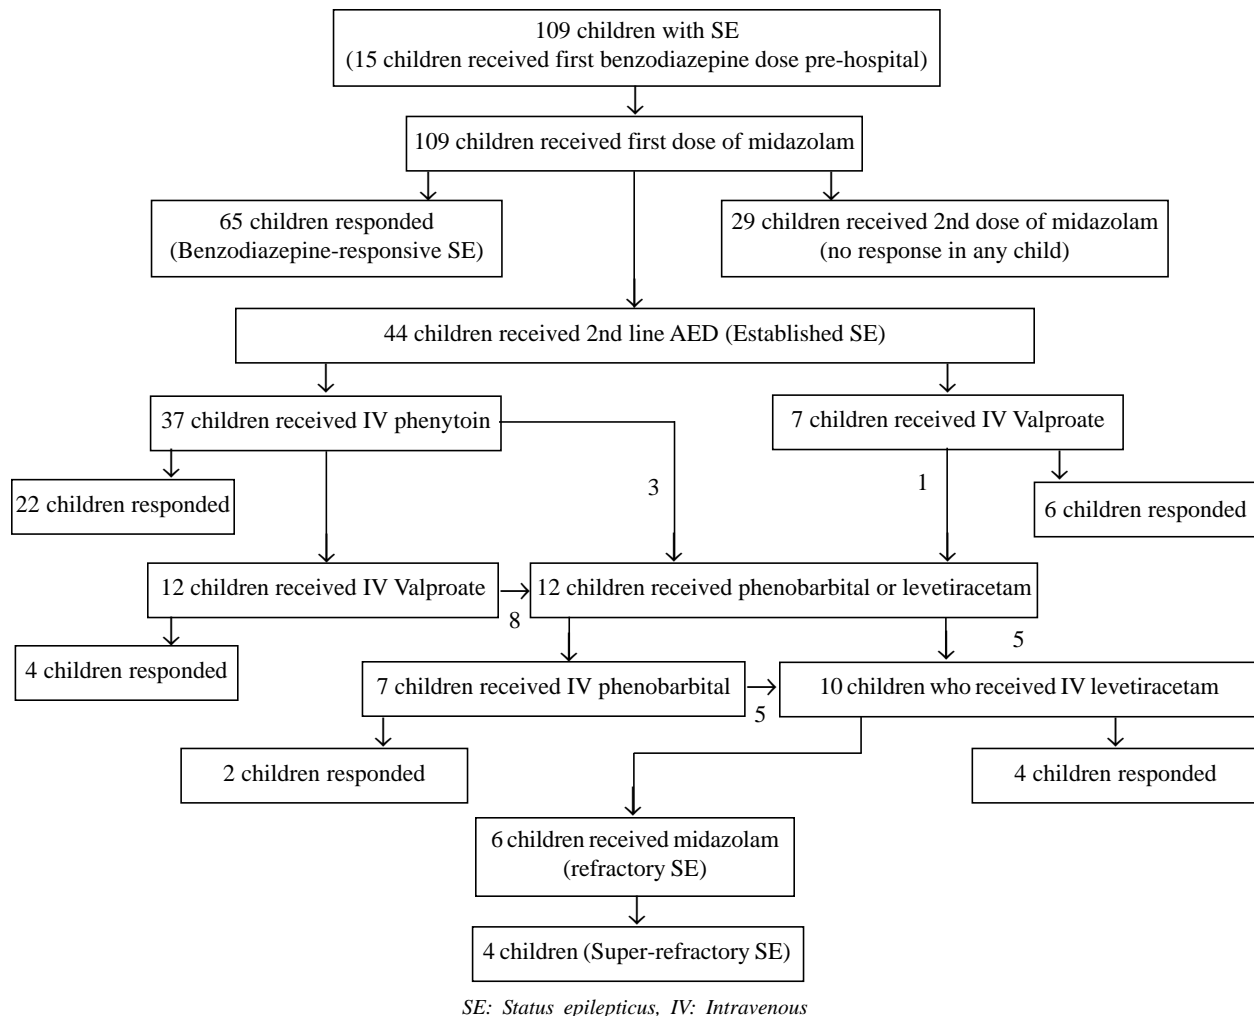 109 children with SE
(15 children received first benzodiazepine dose pre-hospital)
109 children received first dose of midazolam
65 children responded
(Benzodiazepine-responsive SE)
29 children received 2nd dose of midazolam
(no response in any child)
44 children received 2nd line AED (Established SE)
37 children received IV phenytoin
7 children received IV Valproate
22 children responded
3
1
6 children responded
12 children received IV Valproate
8
12 children received phenobarbital or levetiracetam
4 children responded
5
7 children received IV phenobarbital
5
10 children who received IV levetiracetam
2 children responded
4 children responded
6 children received midazolam
(refractory SE)
4 children (Super-refractory SE)
SE: Status epilepticus, IV: Intravenous